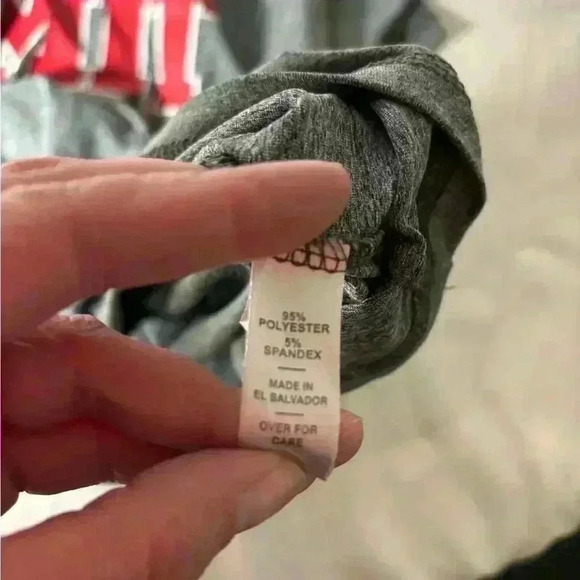 95%
POLYESTER
5%
SPANDEX
MADE IN
EL SALVADOR
OVER FOR
CARE